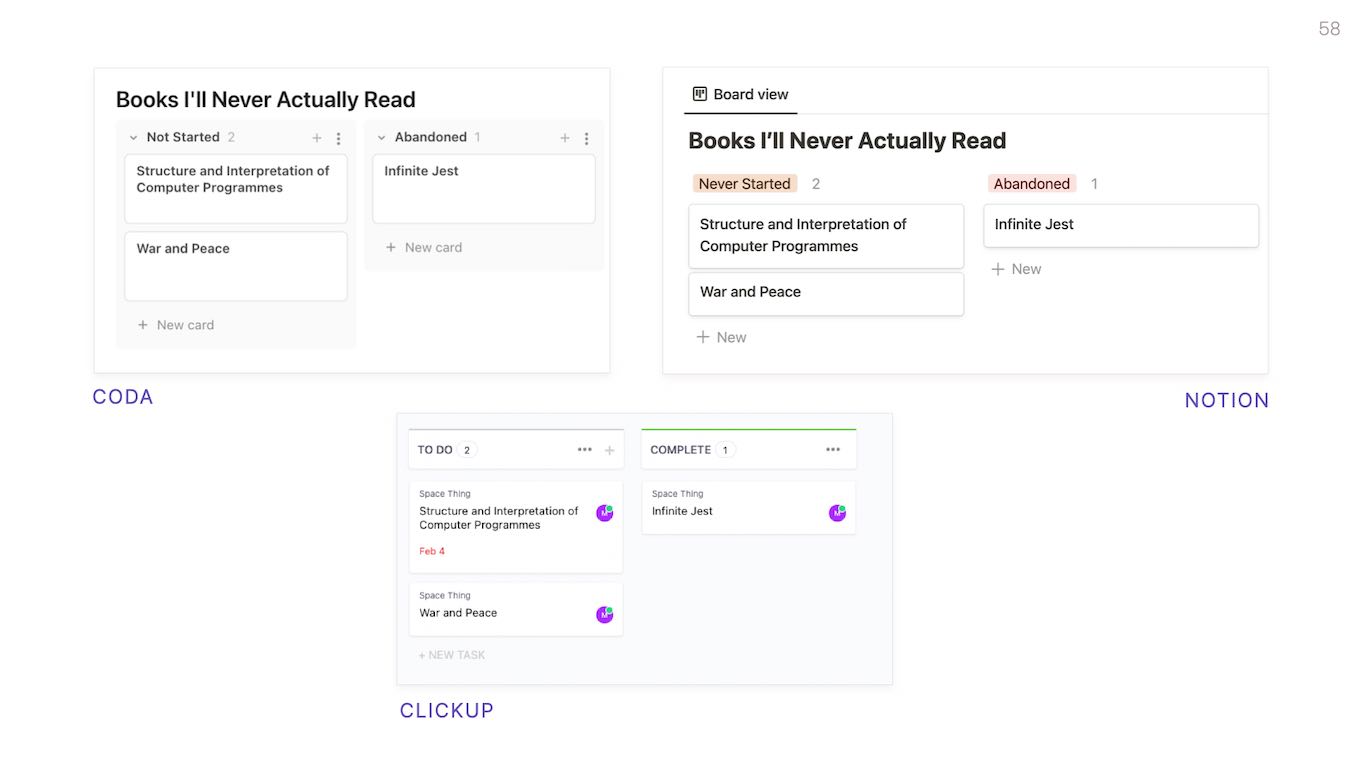 58
Books I'll Never Actually Read
Not Started 2
Structure and Interpretation of
Computer Programmes
War and Peace
+ New card
Abandoned 1
Infinite Jest
+ New card
CODA
Board view
Books I’ll Never Actually Read
Never Started 2
Structure and Interpretation of
Computer Programmes
War and Peace
+ New
Abandoned 1
Infinite Jest
+ New
NOTION
TO DO 2
Space Thing
Structure and Interpretation of
Computer Programmes
M
Feb 4
Space Thing
War and Peace
M
+ NEW TASK
COMPLETE 1
Space Thing
Infinite Jest
M
CLICKUP